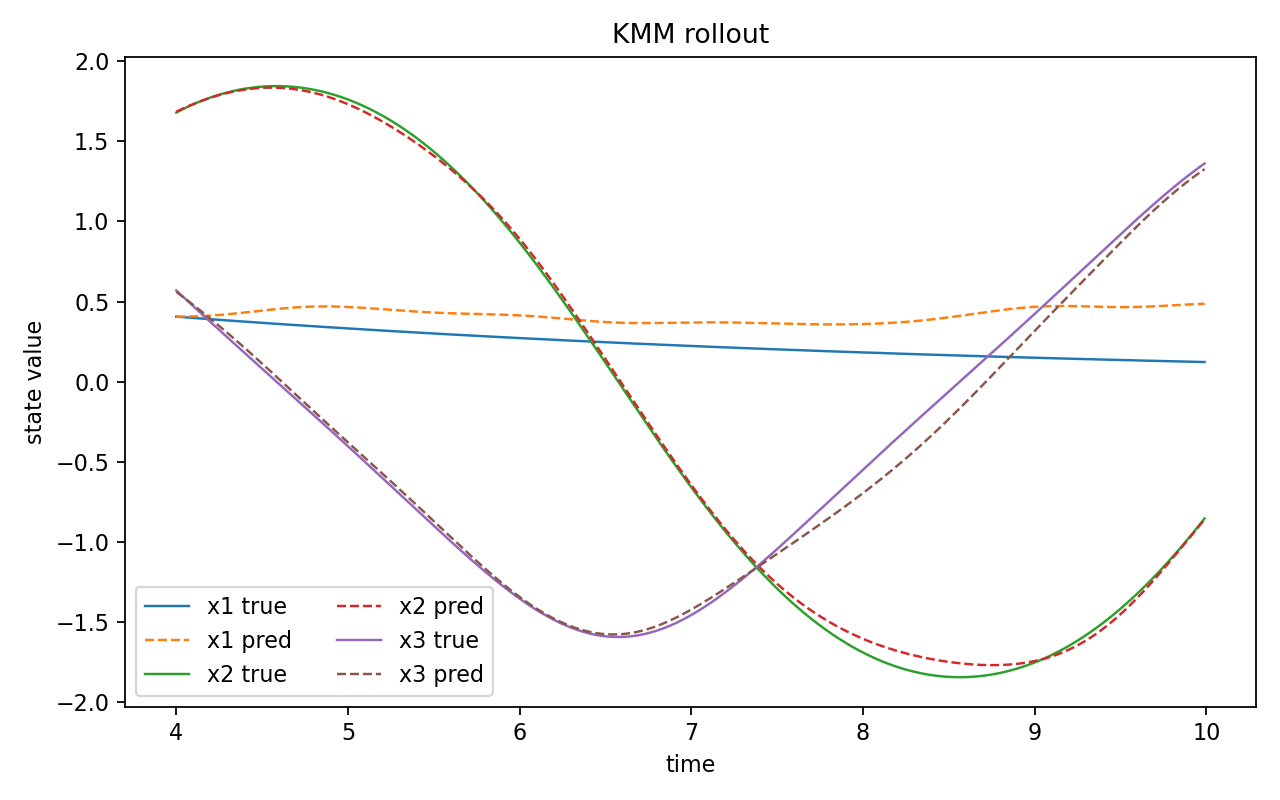 KMM rollout
state value
2.0
1.5
1.0
0.5
0.0
−0.5
−1.0
−1.5
−2.0
x1 true
x1 pred
x2 true
x2 pred
x3 true
x3 pred
4 5 6 7 8 9 10
time